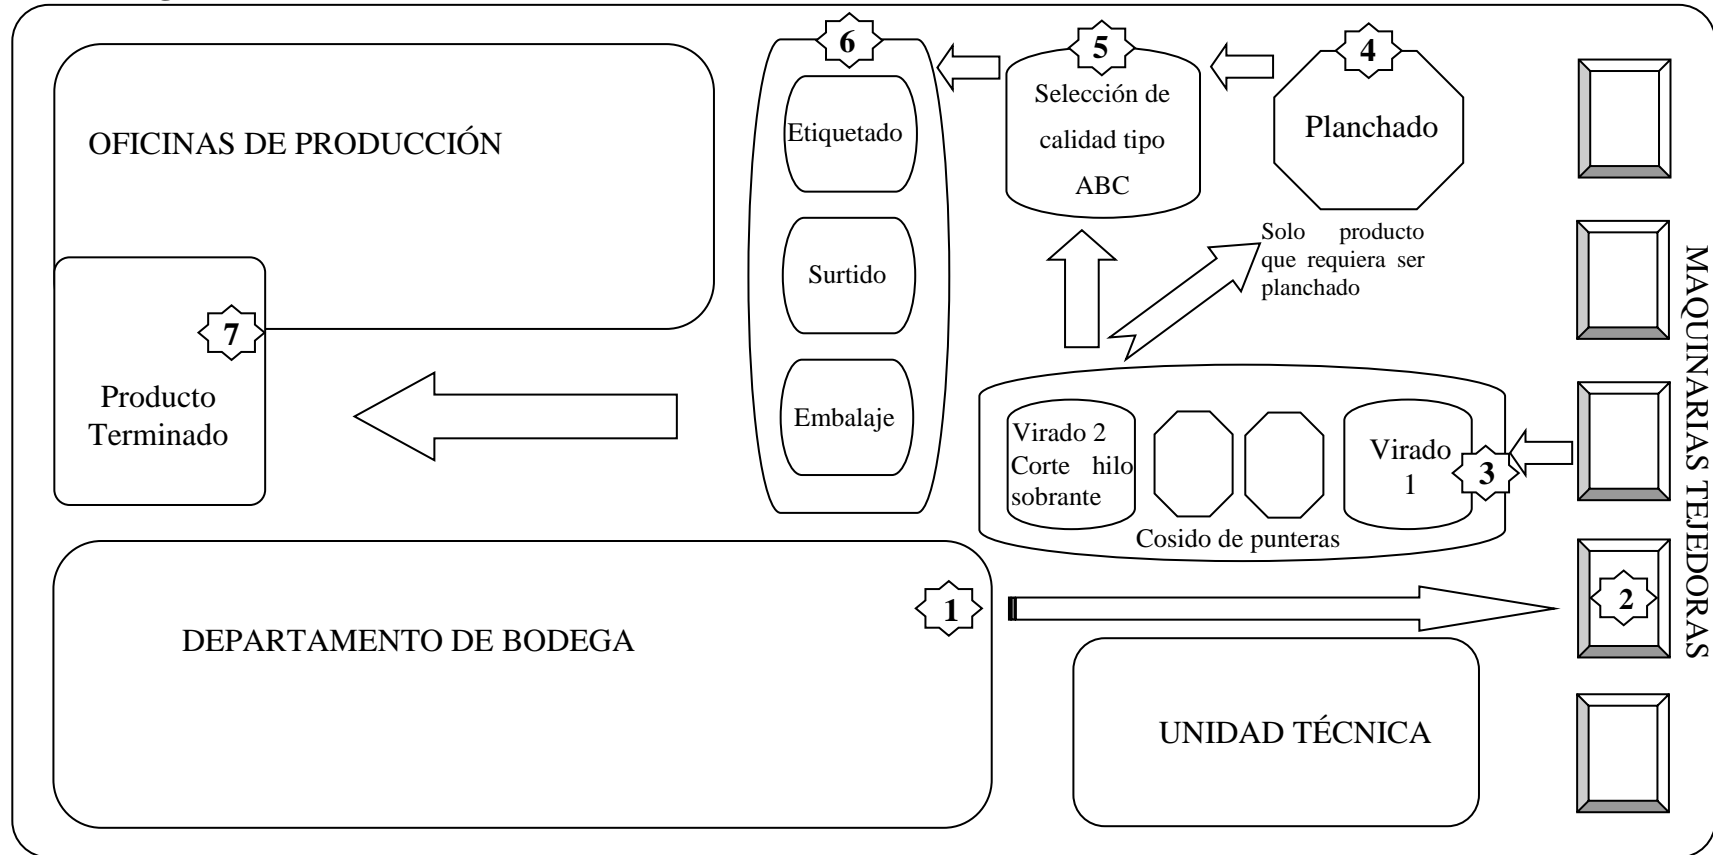 OFICINAS DE PRODUCCIÓN
7
Producto
Terminado
6
Etiquetado
Surtido
Embalaje
5
Selección de
calidad tipo
ABC
4
Planchado
Solo producto
que requiera ser
planchado
Virado 2
Corte hilo
sobrante
Cosido de punteras
Virado
1
3
MAQUINARIAS TEJEDORAS
2
1
DEPARTAMENTO DE BODEGA
UNIDAD TÉCNICA